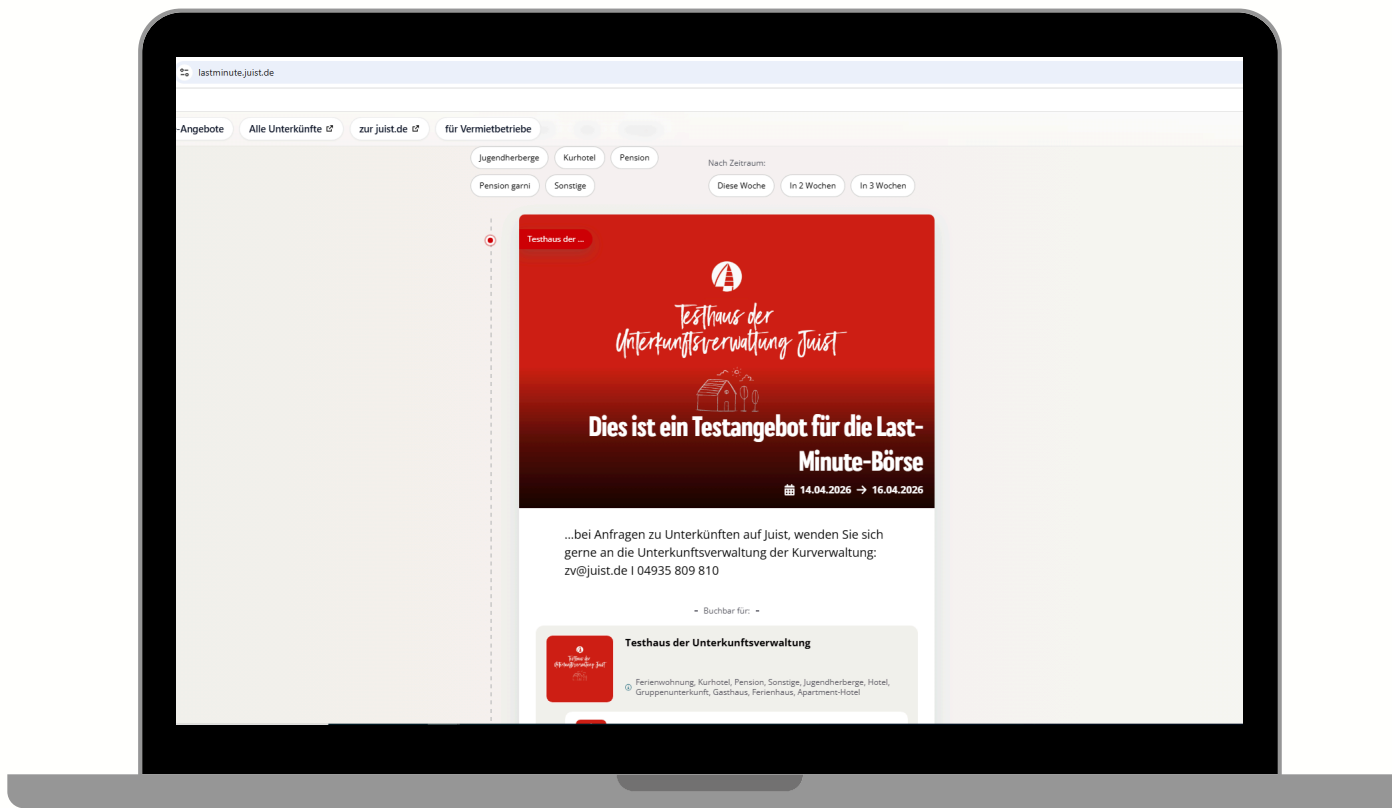 lastminute.juist.de
-Angebote
Alle Unterkünfte
zur juist.de
für Vermietbetriebe
Jugendherberge
Kurhotel
Pension
Pension garni
Sonstige
Nach Zeitraum:
Diese Woche
In 2 Wochen
In 3 Wochen
Testhaus der ...
Testhaus der
Unterkunftsverwaltung Juist
Dies ist ein Testangebot für die Last-
Minute-Börse
14.04.2026 → 16.04.2026
...bei Anfragen zu Unterkünften auf Juist, wenden Sie sich
gerne an die Unterkunftsverwaltung der Kurverwaltung:
zv@juist.de I 04935 809 810
- Buchbar für: -
Testhaus der
Unterkunftsverwaltung Juist
Testhaus der Unterkunftsverwaltung
Ferienwohnung, Kurhotel, Pension, Sonstige, Jugendherberge, Hotel,
Gruppenunterkunft, Gasthaus, Ferienhaus, Apartment-Hotel